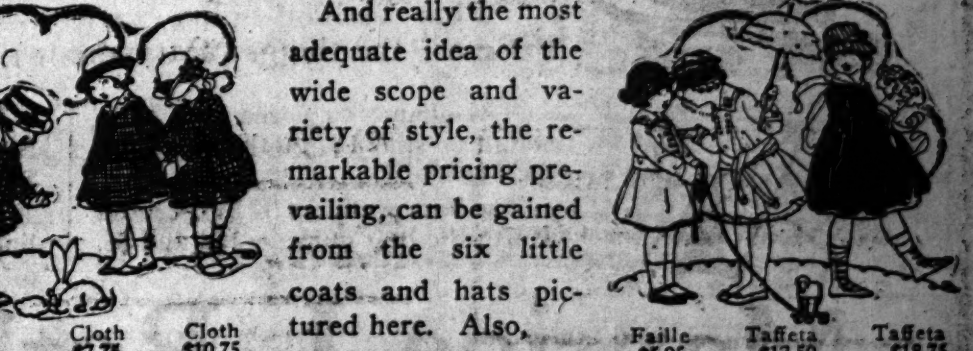 And really the most
adequate idea of the
wide scope and va-
riety of style, the re-
markable pricing pre-
vailing, can be gained
from the six little
coats and hats pic-
tured here. Also,
Cloth
Cloth
$10.75
Faille
Taffeta
Taffeta